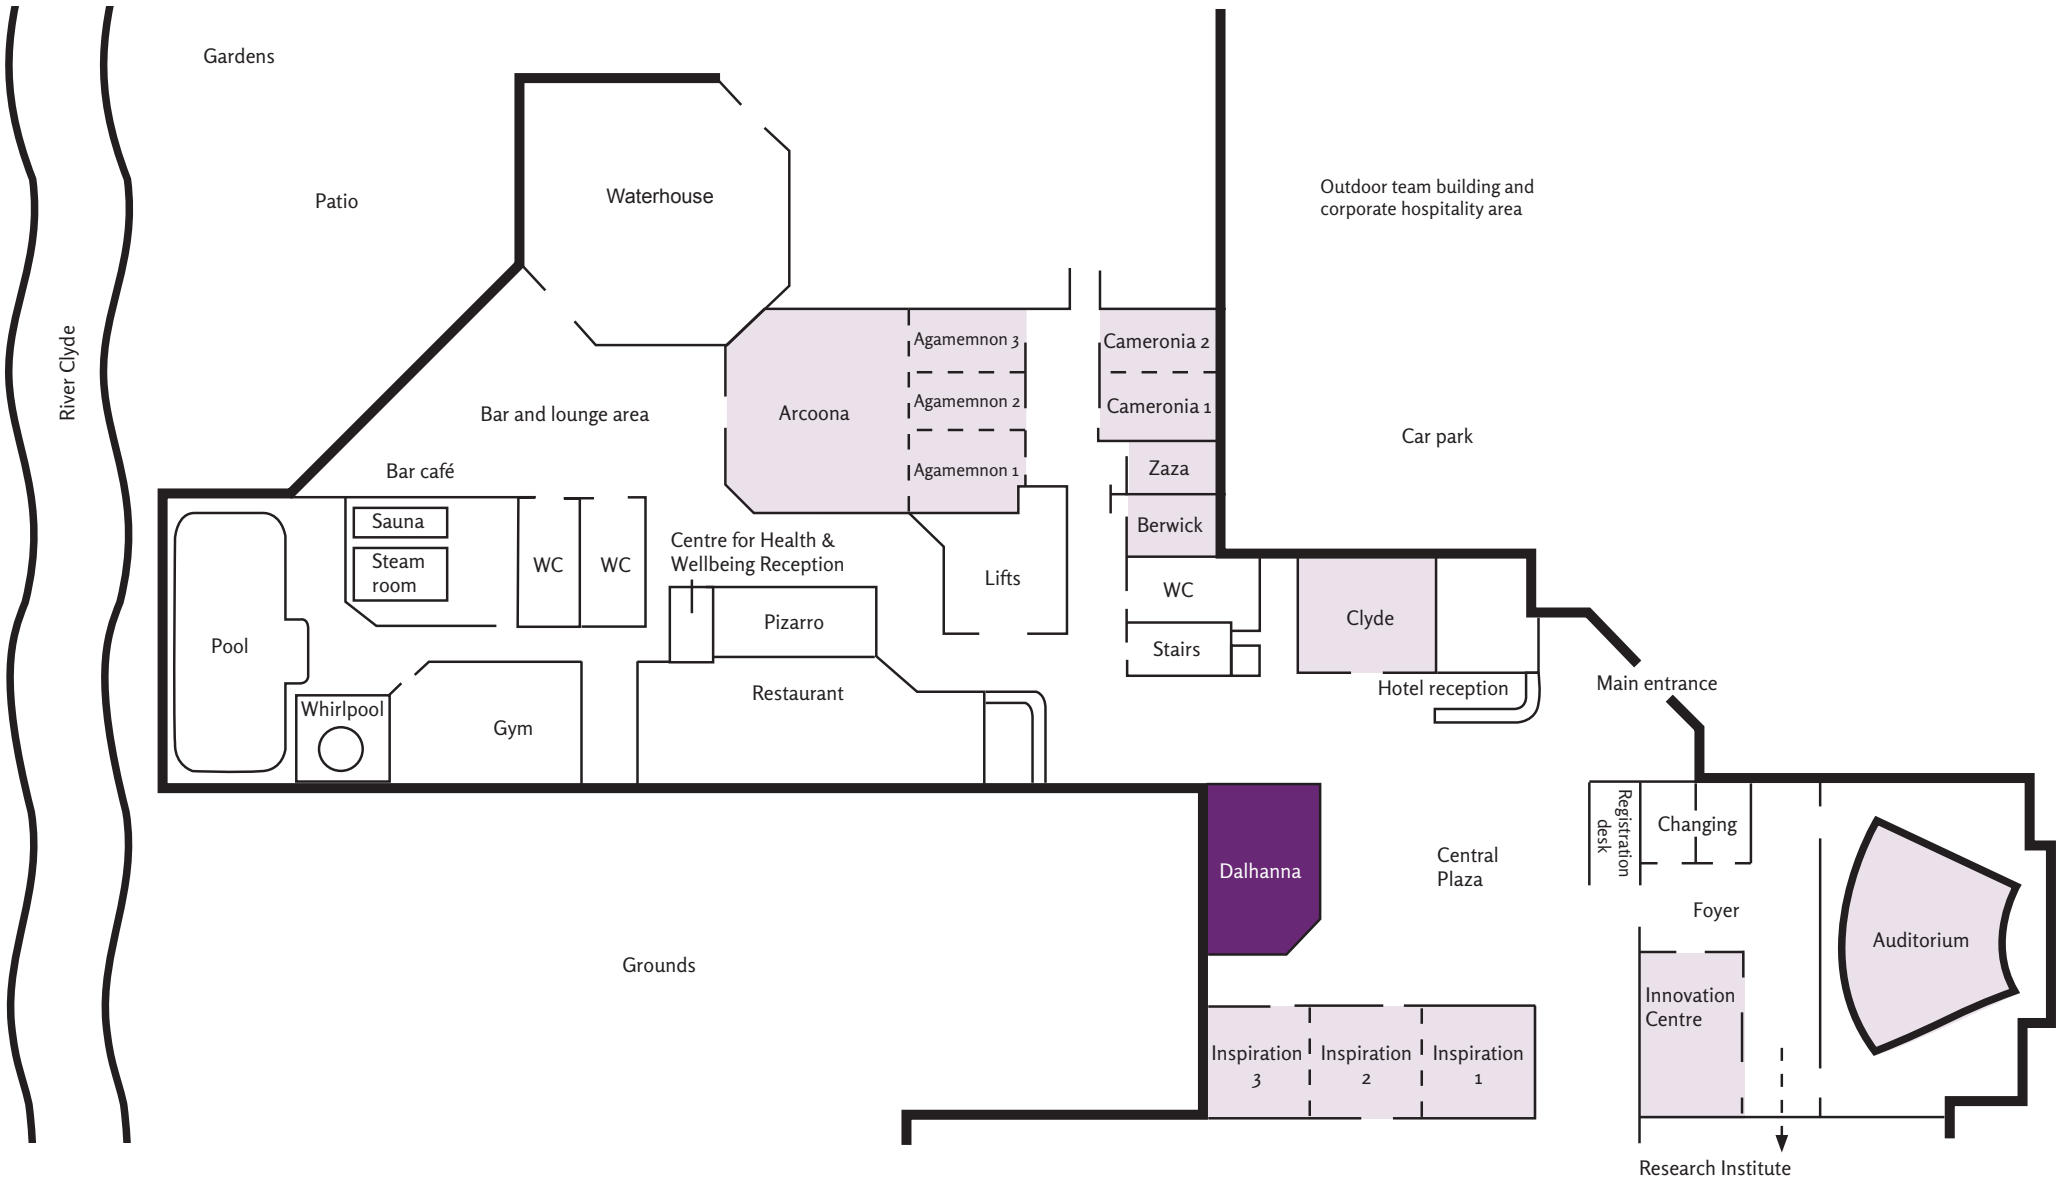 Gardens
Patio
River Clyde
Waterhouse
Outdoor team building and
corporate hospitality area
Car park
Bar and lounge area
Bar café
Arcoona
Agamemnon 3
Agamemnon 2
Agamemnon 1
Cameronia 2
Cameronia 1
Zaza
Berwick
Sauna
Steam
room
WC
WC
Centre for Health &
Wellbeing Reception
Pizarro
Lifts
WC
Stairs
Clyde
Hotel reception
Main entrance
Pool
Whirlpool
Gym
Restaurant
Dalhanna
Central
Plaza
Registration
desk
Changing
Foyer
Auditorium
Grounds
Innovation
Centre
Inspiration
3
Inspiration
2
Inspiration
1
Research Institute